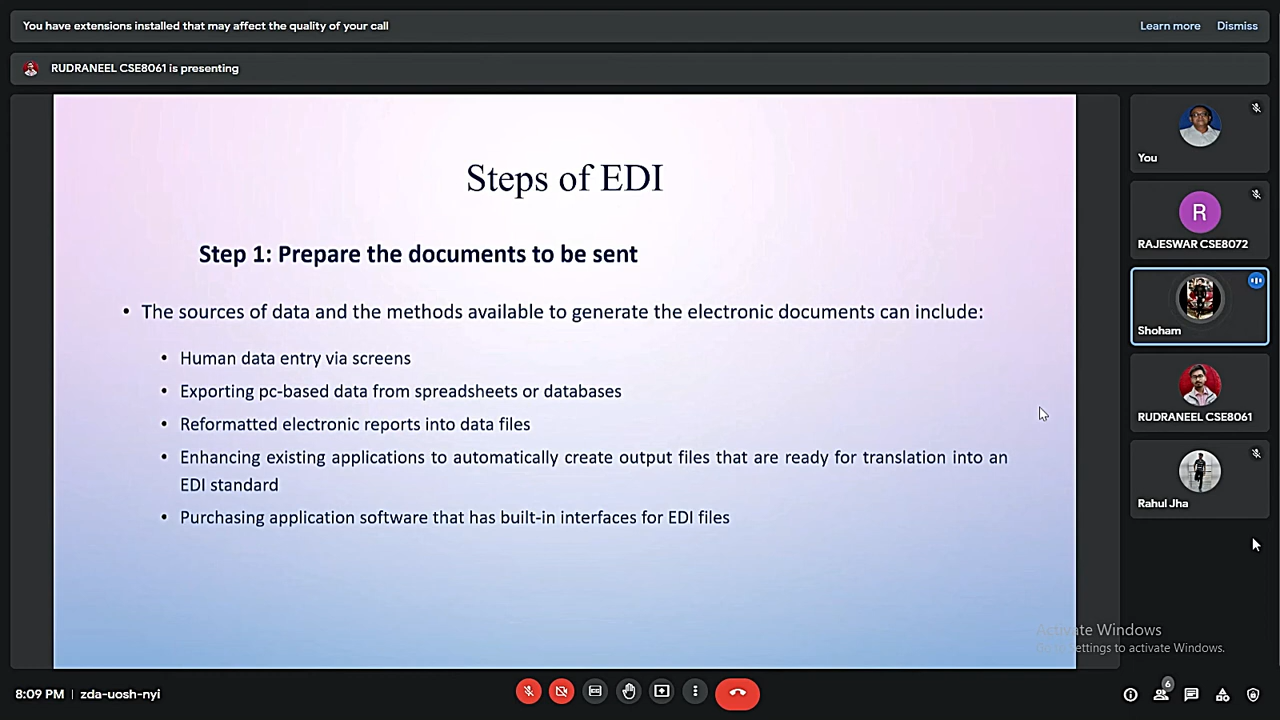 You have extensions installed that may affect the quality of your call
Learn more
Dismiss
RUDRANEEL CSE8061 is presenting
Steps of EDI
Step 1: Prepare the documents to be sent
• The sources of data and the methods available to generate the electronic documents can include:
• Human data entry via screens
• Exporting pc-based data from spreadsheets or databases
• Reformatted electronic reports into data files
• Enhancing existing applications to automatically create output files that are ready for translation into an
EDI standard
• Purchasing application software that has built-in interfaces for EDI files
You
R
RAJESWAR CSE8072
Shoham
RUDRANEEL CSE8061
Rahul Jha
Activate Windows
Go to Settings to activate Windows.
8:09 PM | zda-uosh-nyi
6